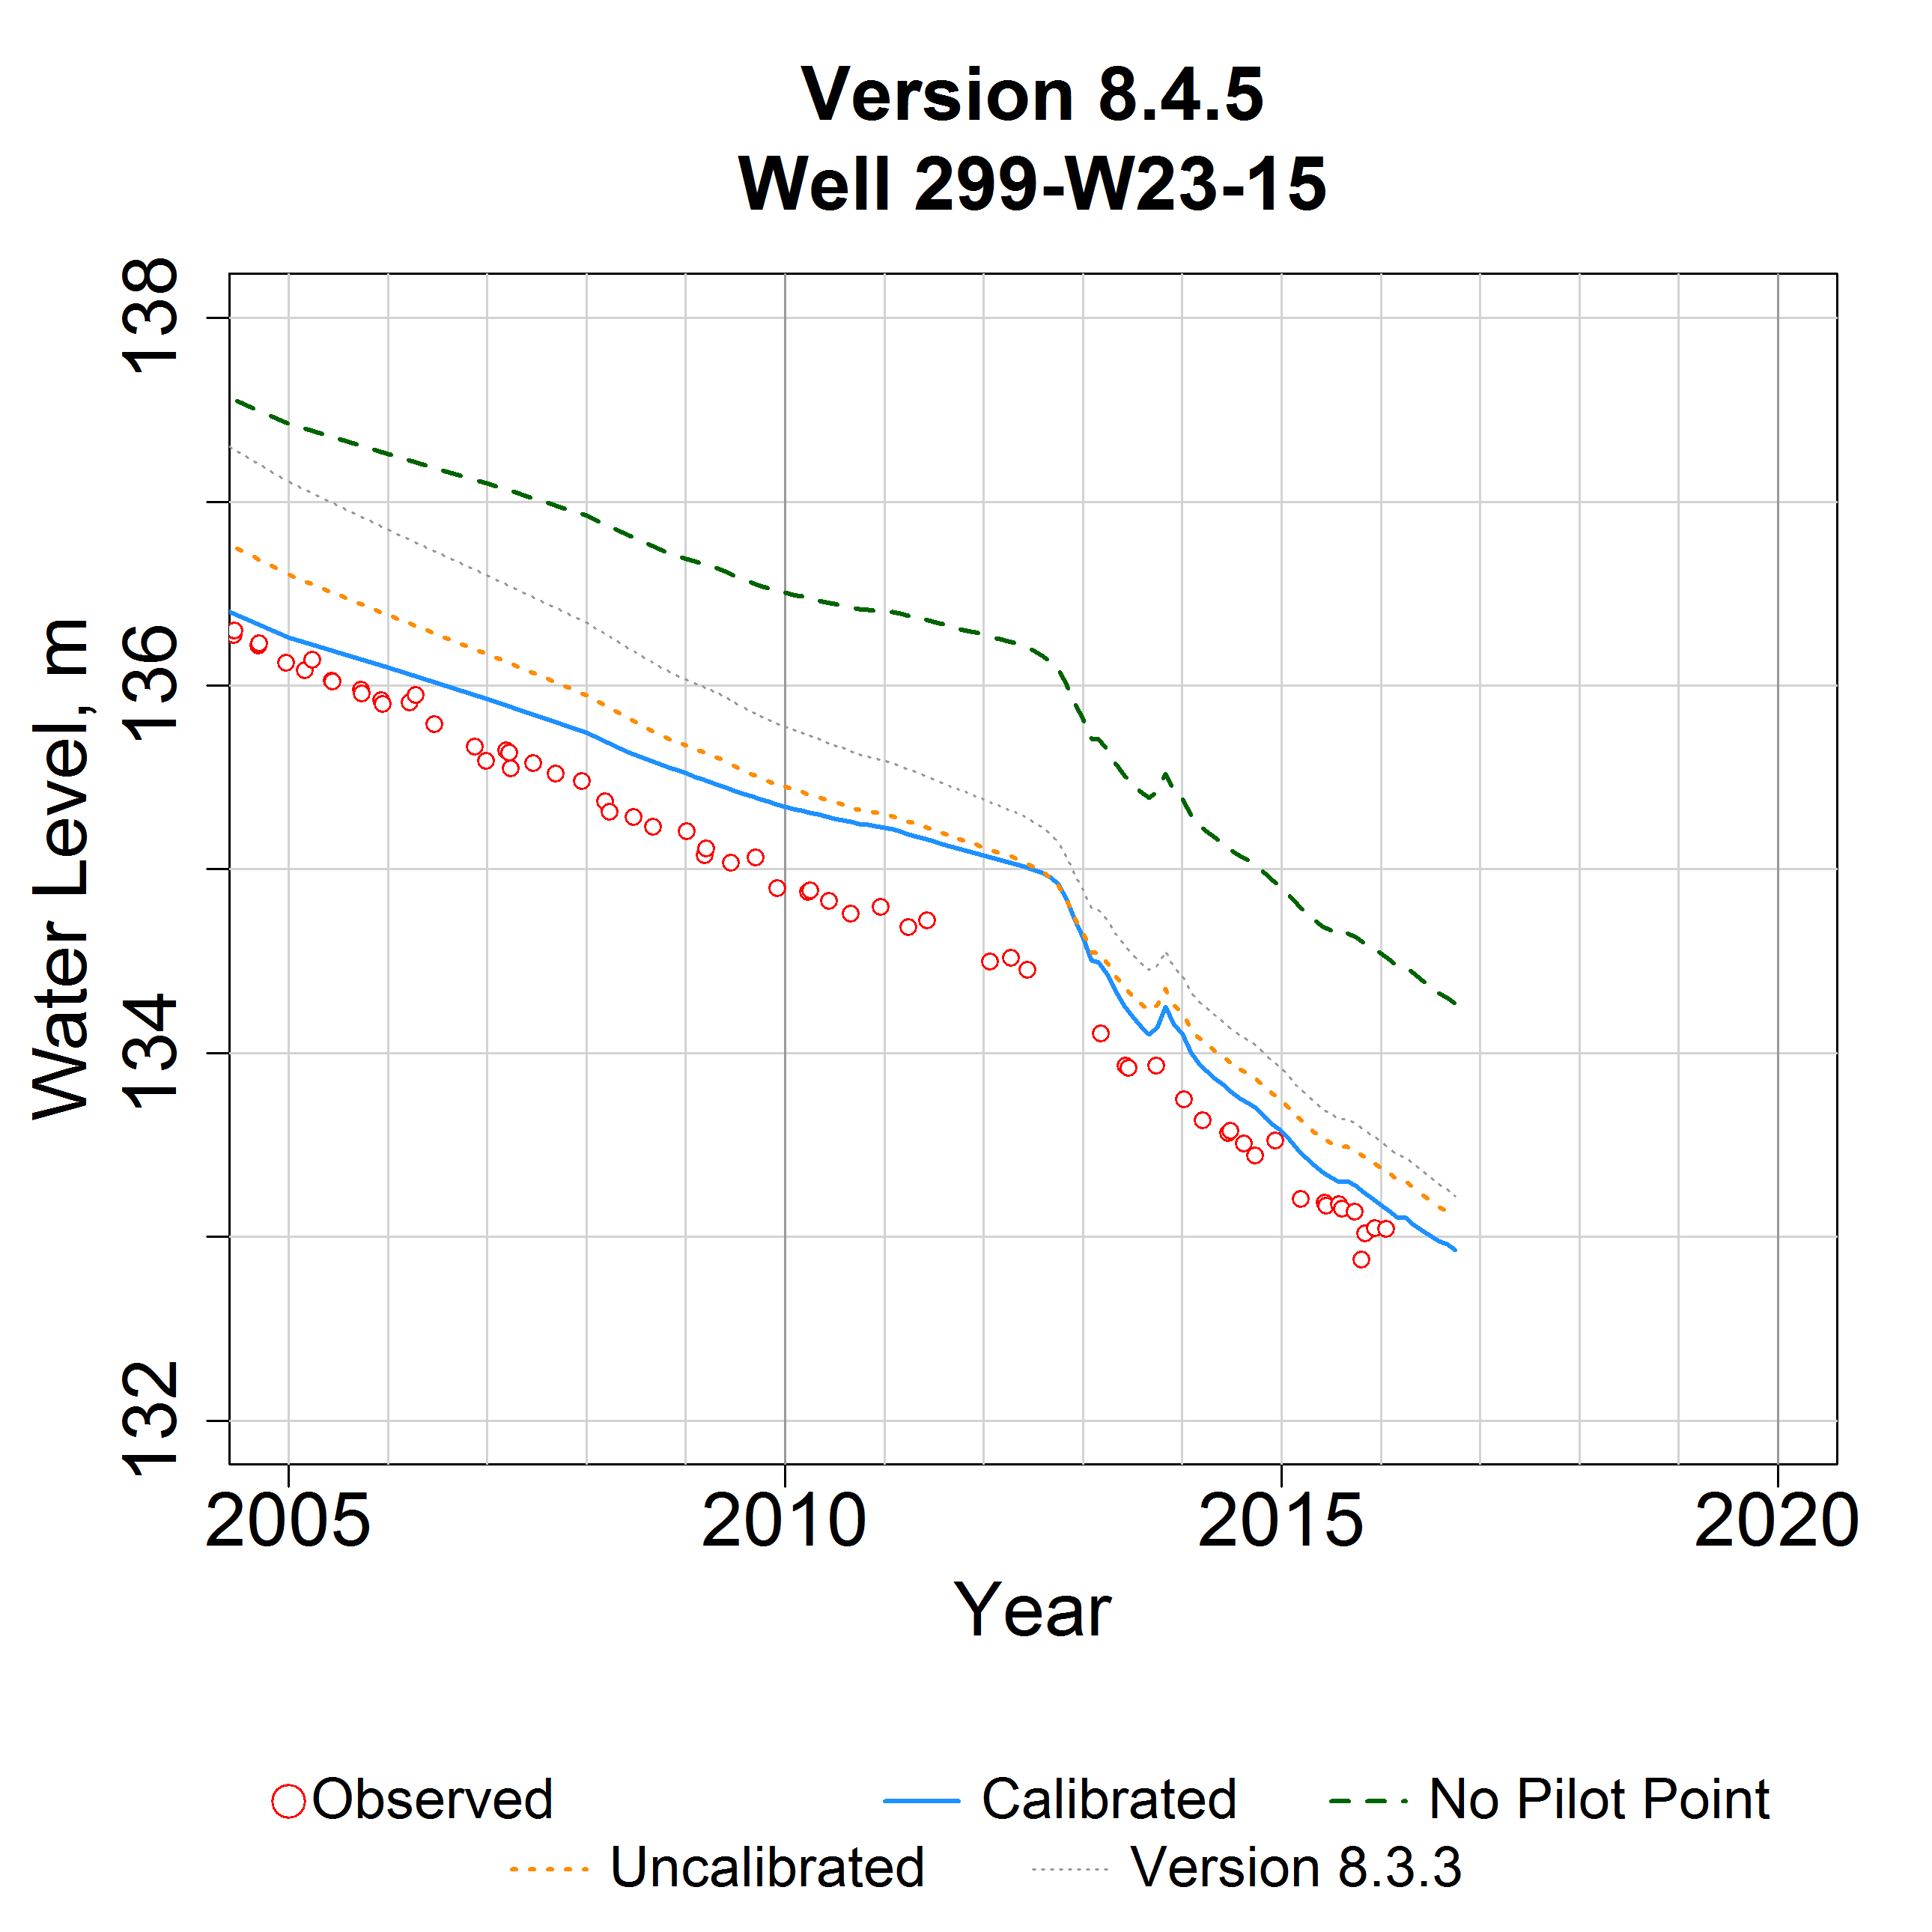 Version 8.4.5
Well 299-W23-15
138
136
134
132
Water Level, m
2005 2010 2015 2020
Year
Observed Calibrated No Pilot Point
Uncalibrated Version 8.3.3